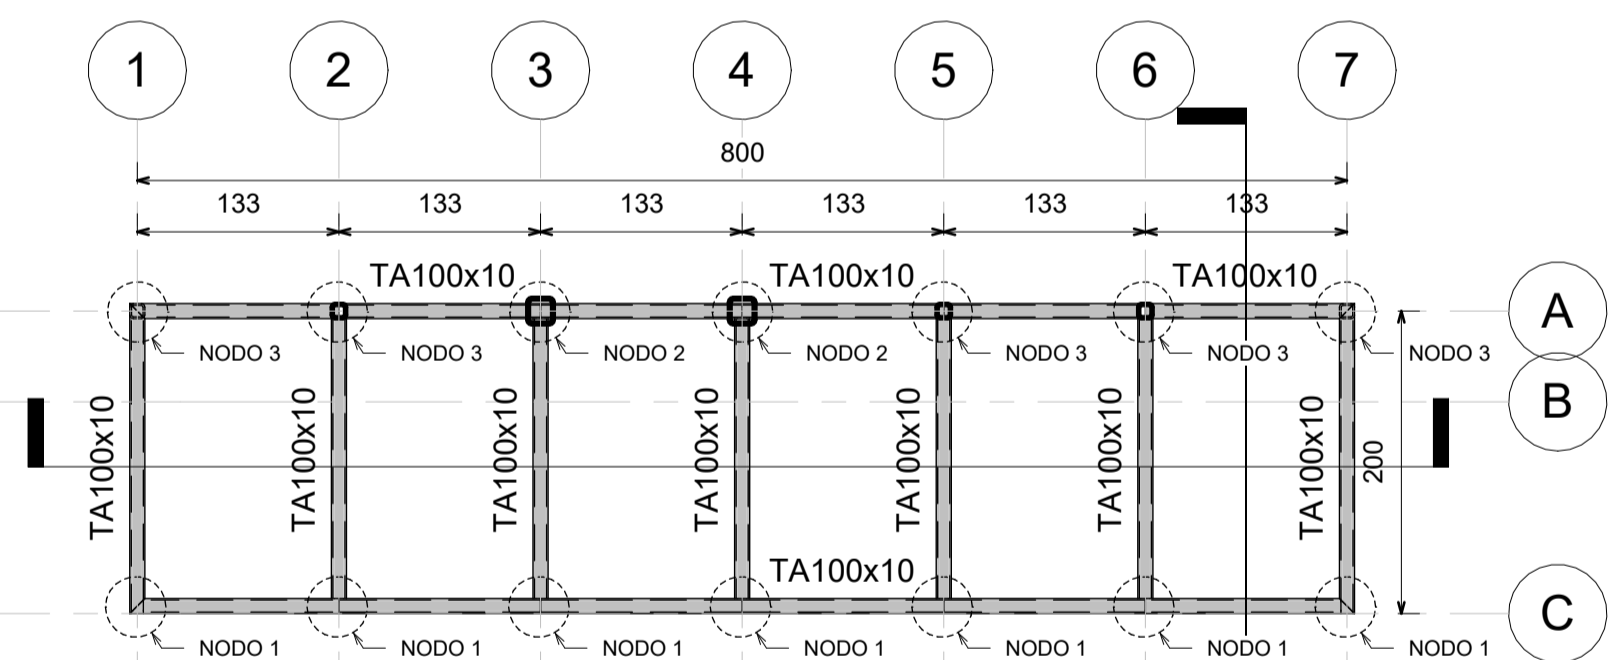 1 2 3 4 5 6 7
800
133 133 133 133 133 133
TA100x10 TA100x10 TA100x10
A
NODO 3 NODO 3 NODO 2 NODO 2 NODO 3 NODO 3 NODO 3
B
TA100x10 TA100x10 TA100x10 TA100x10 TA100x10 TA100x10 TA100x10 200
TA100x10
C
NODO 1 NODO 1 NODO 1 NODO 1 NODO 1 NODO 1 NODO 1